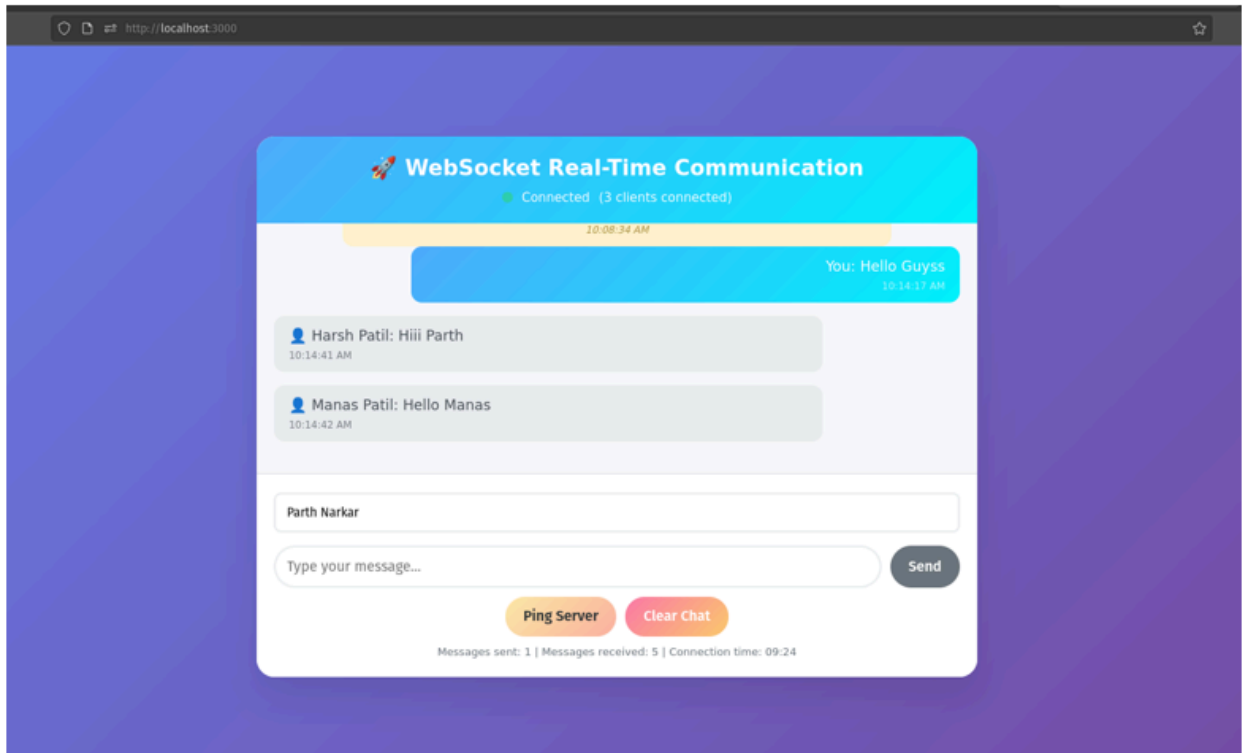 http://localhost:3000
🚀 WebSocket Real-Time Communication
Connected (3 clients connected)
10:08:34 AM
You: Hello Guyss
10:14:17 AM
👤 Harsh Patil: Hiii Parth
10:14:41 AM
👤 Manas Patil: Hello Manas
10:14:42 AM
Parth Narkar
Type your message...
Send
Ping Server
Clear Chat
Messages sent: 1 | Messages received: 5 | Connection time: 09:24